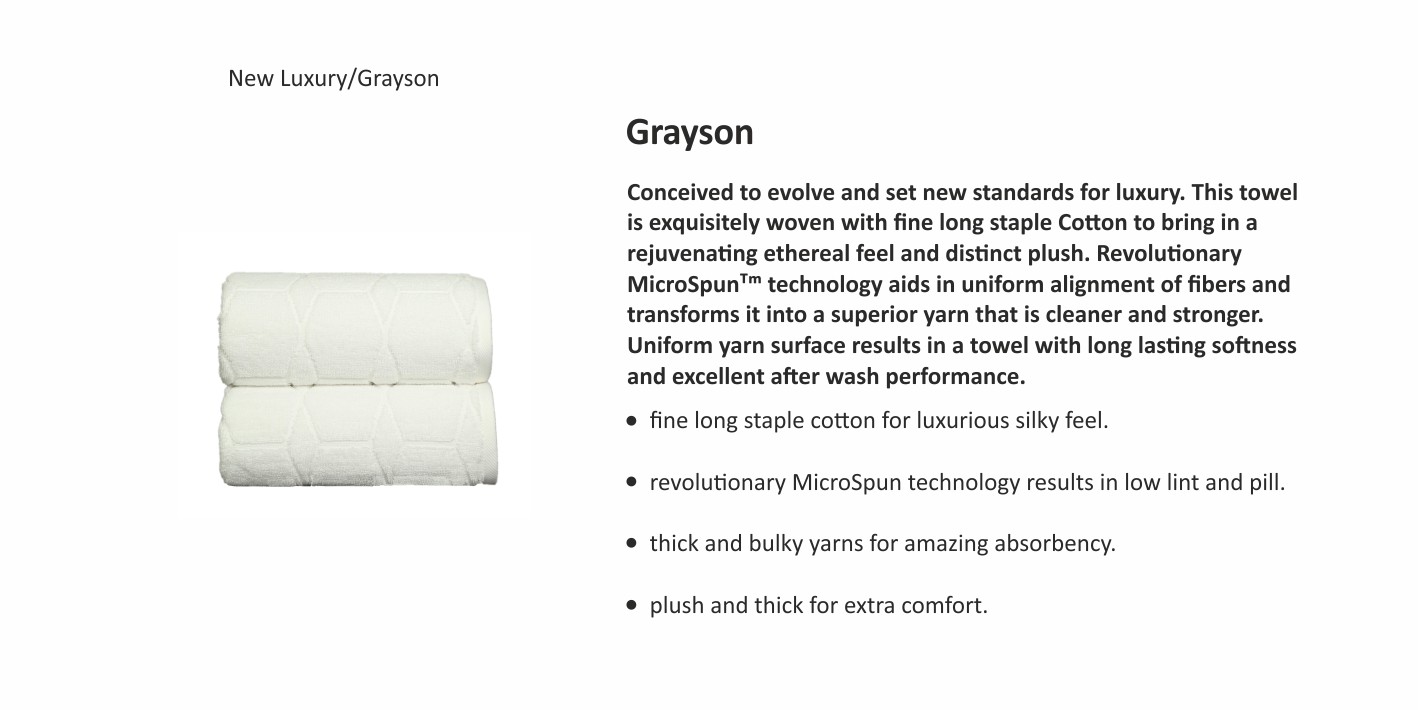 New Luxury/Grayson
Grayson
Conceived to evolve and set new standards for luxury. This towel
is exquisitely woven with fine long staple Cotton to bring in a
rejuvenating ethereal feel and distinct plush. Revolutionary
MicroSpunᵀᵐ technology aids in uniform alignment of fibers and
transforms it into a superior yarn that is cleaner and stronger.
Uniform yarn surface results in a towel with long lasting softness
and excellent after wash performance.
• fine long staple cotton for luxurious silky feel.
• revolutionary MicroSpun technology results in low lint and pill.
• thick and bulky yarns for amazing absorbency.
• plush and thick for extra comfort.